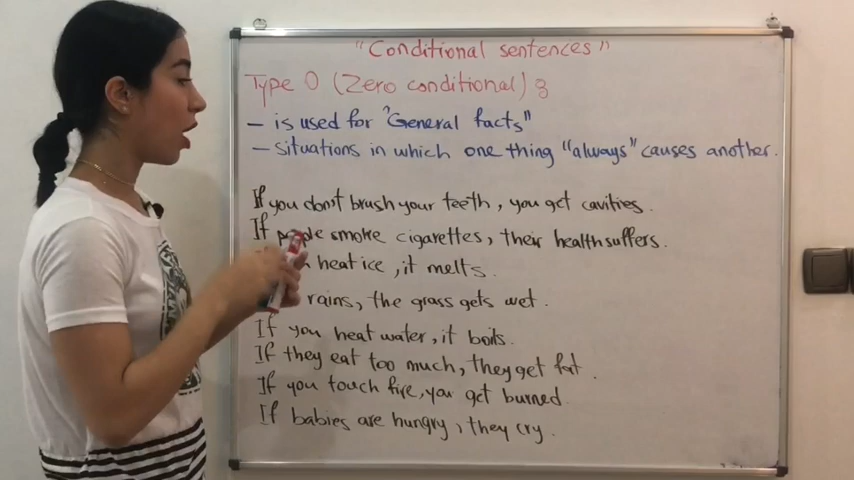 "Conditional sentences"
Type 0 (Zero conditional) :
- is used for "General facts"
- situations in which one thing "always" causes another.
If you don't brush your teeth, you get cavities.
If people smoke cigarettes, their health suffers.
heat ice, it melts.
rains, the grass gets wet.
If you heat water, it boils.
If they eat too much, they get fat.
If you touch fire, you get burned.
If babies are hungry, they cry.